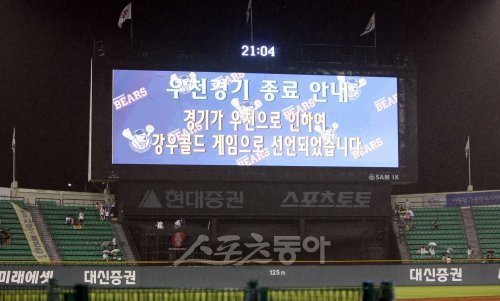 21:04
우천경기 종료 안내
경기가 우천으로 인하여
강우콜드 게임으로 선언되었습니다
BEARS
BEARS
BEARS
BEARS
SAM IK
현대증권
스포츠토토
스포츠동아
미래에셋
대신증권
125 m
대신증권